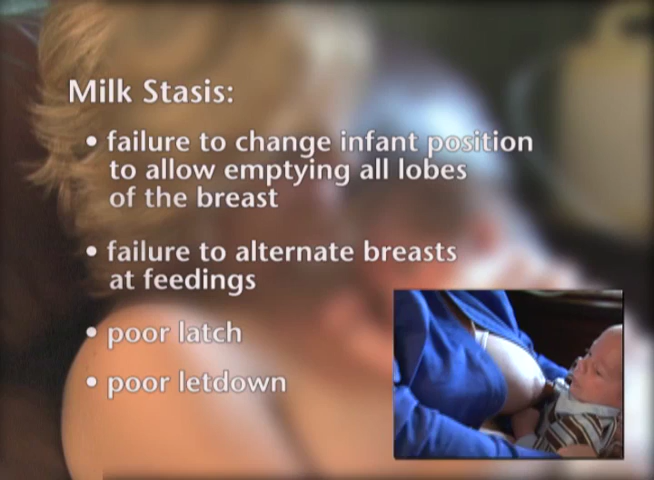 Milk Stasis:
• failure to change infant position
to allow emptying all lobes
of the breast
• failure to alternate breasts
at feedings
• poor latch
• poor letdown